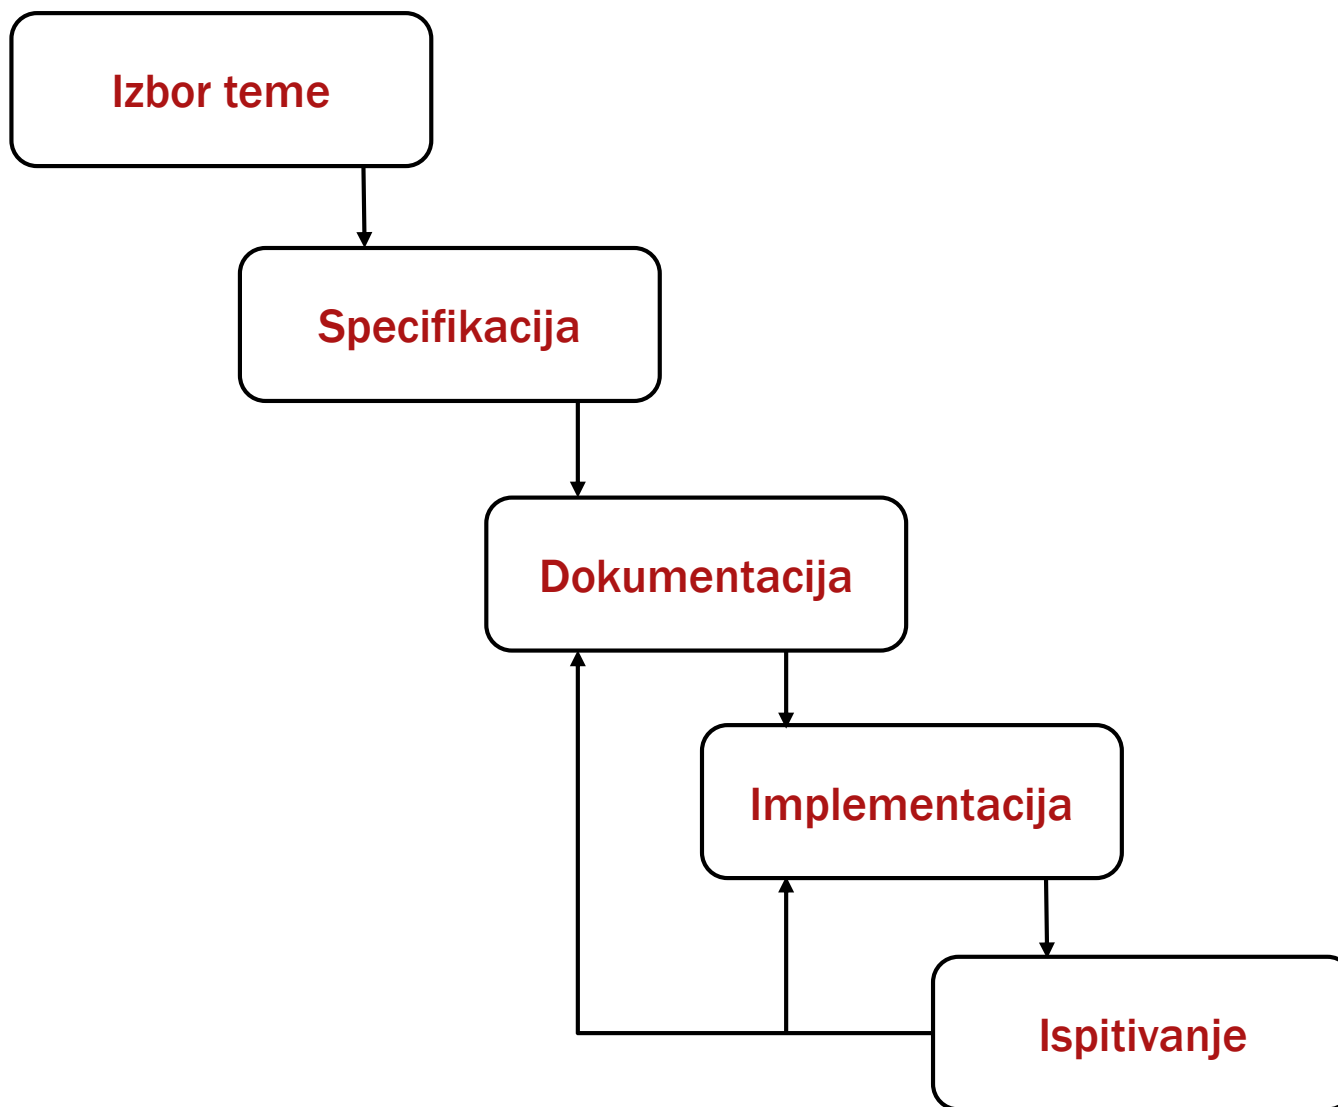 Izbor teme
Specifikacija
Dokumentacija
Implementacija
Ispitivanje